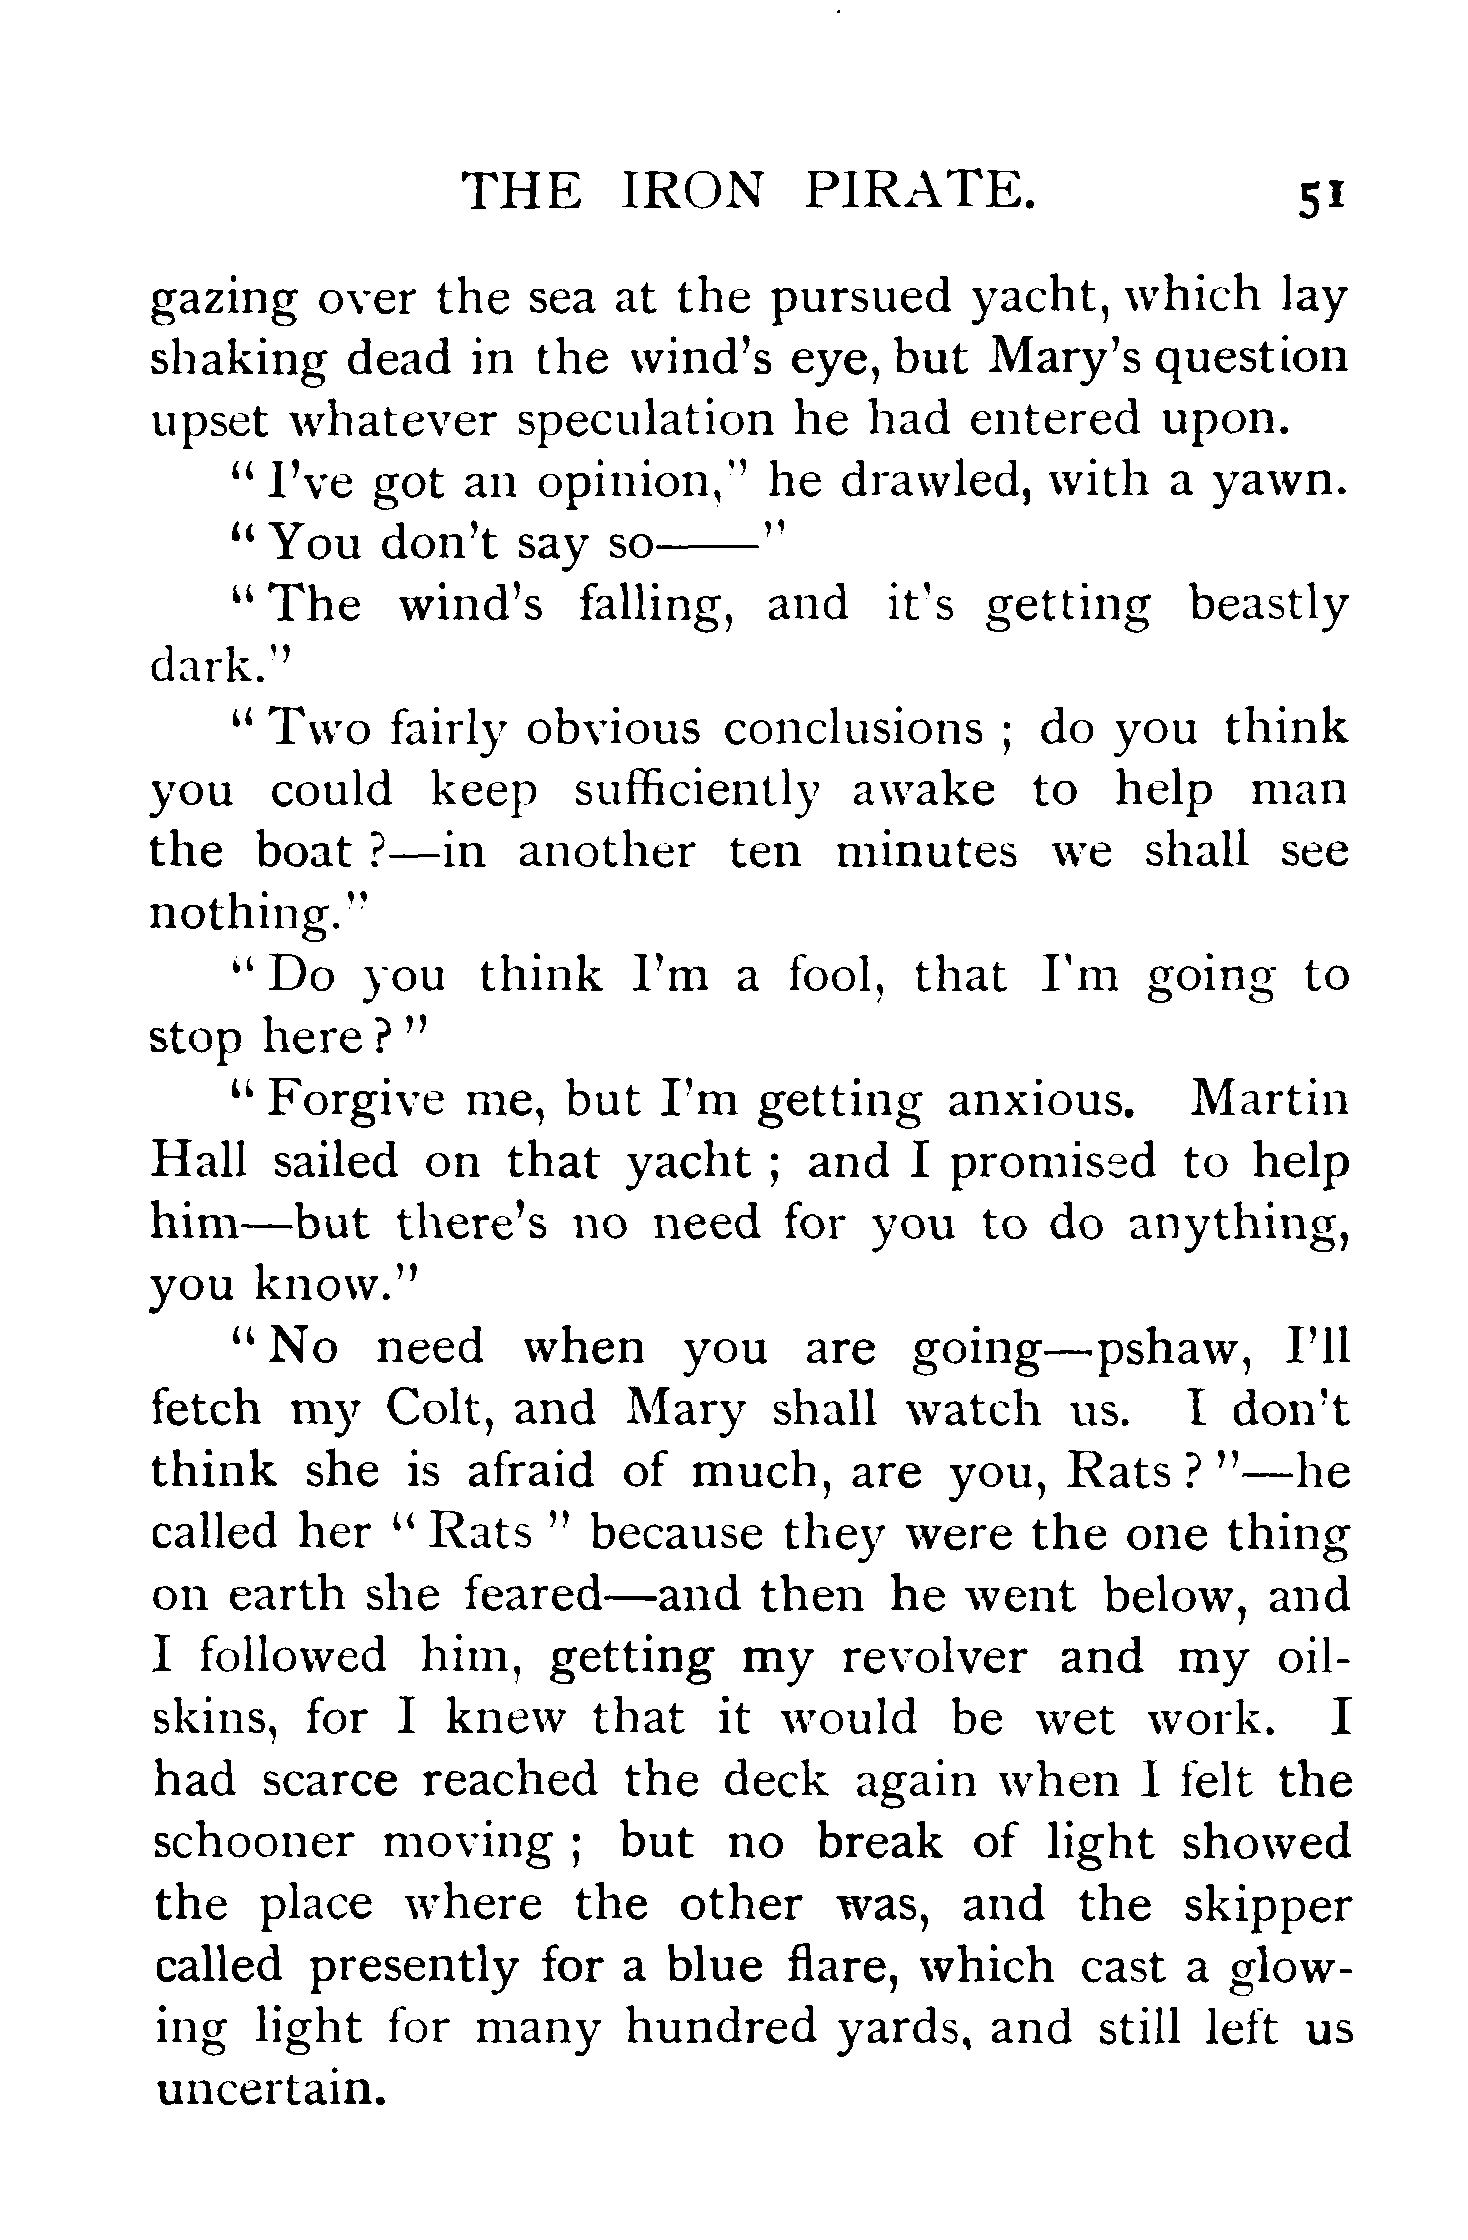 THE IRON PIRATE. 51
gazing over the sea at the pursued yacht, which lay
shaking dead in the wind's eye, but Mary's question
upset whatever speculation he had entered upon.
“ I've got an opinion,” he drawled, with a yawn.
“ You don't say so——”
“ The wind's falling, and it's getting beastly
dark.”
“ Two fairly obvious conclusions ; do you think
you could keep sufficiently awake to help man
the boat ?—in another ten minutes we shall see
nothing.”
“ Do you think I'm a fool, that I'm going to
stop here ? ”
“ Forgive me, but I'm getting anxious. Martin
Hall sailed on that yacht ; and I promised to help
him—but there's no need for you to do anything,
you know.”
“ No need when you are going—pshaw, I'll
fetch my Colt, and Mary shall watch us. I don't
think she is afraid of much, are you, Rats ? ”—he
called her “ Rats ” because they were the one thing
on earth she feared—and then he went below, and
I followed him, getting my revolver and my oil-
skins, for I knew that it would be wet work. I
had scarce reached the deck again when I felt the
schooner moving ; but no break of light showed
the place where the other was, and the skipper
called presently for a blue flare, which cast a glow-
ing light for many hundred yards, and still left us
uncertain.